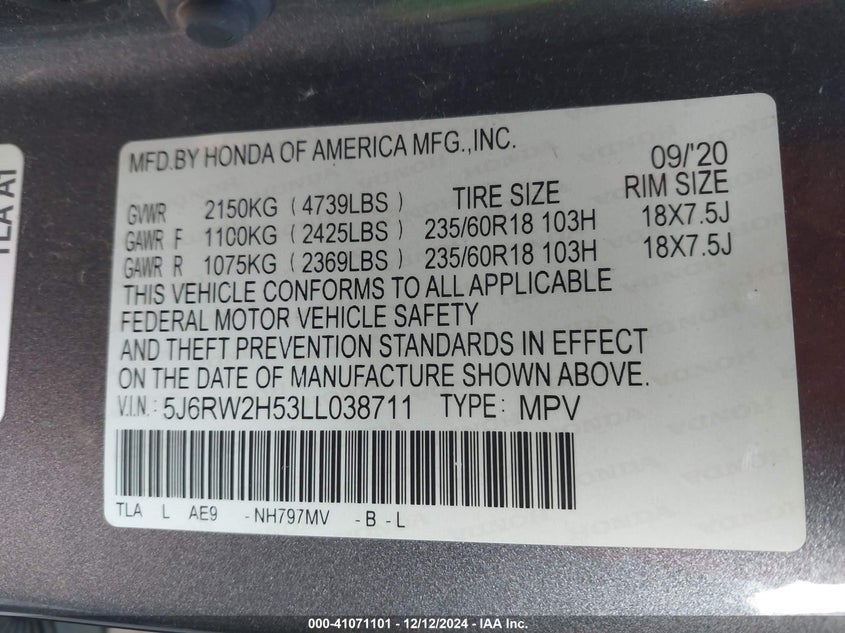 MFD.BY HONDA OF AMERICA MFG.,INC. 09/'20
TIRE SIZE RIM SIZE
GVWR 2150KG (4739LBS)
GAWR F 1100KG (2425LBS) 235/60R18 103H 18X7.5J
GAWR R 1075KG (2369LBS) 235/60R18 103H 18X7.5J
THIS VEHICLE CONFORMS TO ALL APPLICABLE
FEDERAL MOTOR VEHICLE SAFETY
AND THEFT PREVENTION STANDARDS IN EFFECT
ON THE DATE OF MANUFACTURE SHOWN ABOVE.
V.I.N.: 5J6RW2H53LL038711 TYPE: MPV
TLA L AE9 -NH797MV -B -L
TLA A1
000-41071101 - 12/12/2024 - IAA Inc.